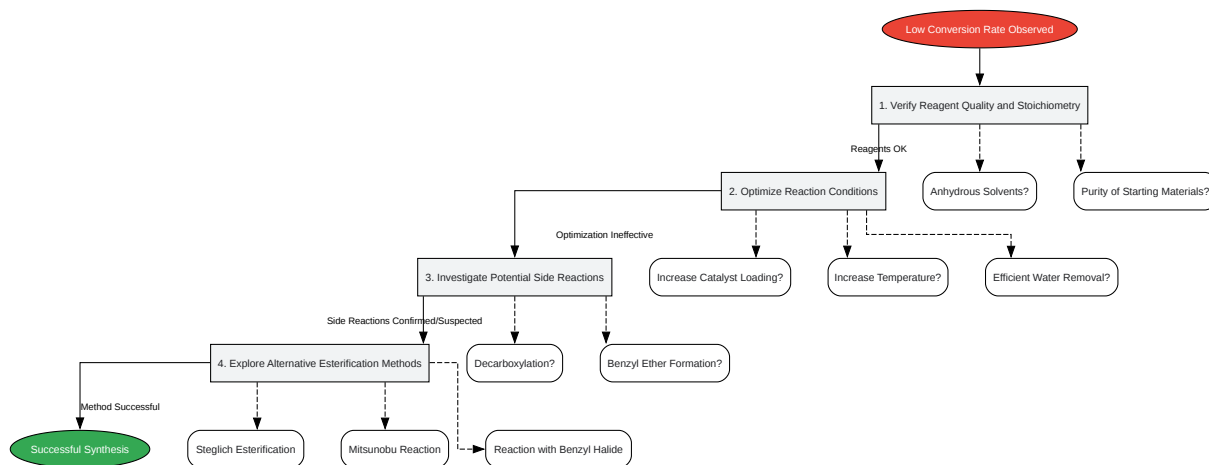 Low Conversion Rate Observed
1. Verify Reagent Quality and Stoichiometry
Reagents OK
2. Optimize Reaction Conditions
Anhydrous Solvents?
Purity of Starting Materials?
Optimization Ineffective
3. Investigate Potential Side Reactions
Increase Catalyst Loading?
Increase Temperature?
Efficient Water Removal?
Side Reactions Confirmed/Suspected
4. Explore Alternative Esterification Methods
Decarboxylation?
Benzyl Ether Formation?
Method Successful
Successful Synthesis
Steglich Esterification
Mitsunobu Reaction
Reaction with Benzyl Halide